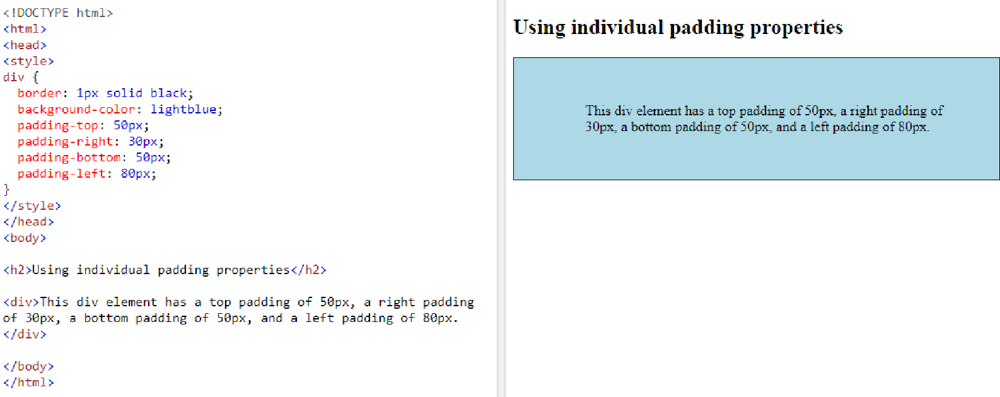 <!DOCTYPE html>
<html>
<head>
<style>
div {
  border: 1px solid black;
  background-color: lightblue;
  padding-top: 50px;
  padding-right: 30px;
  padding-bottom: 50px;
  padding-left: 80px;
}
</style>
</head>
<body>
<h2>Using individual padding properties</h2>
<div>This div element has a top padding of 50px, a right padding
of 30px, a bottom padding of 50px, and a left padding of 80px.
</div>
</body>
</html>
Using individual padding properties
This div element has a top padding of 50px, a right padding of
30px, a bottom padding of 50px, and a left padding of 80px.